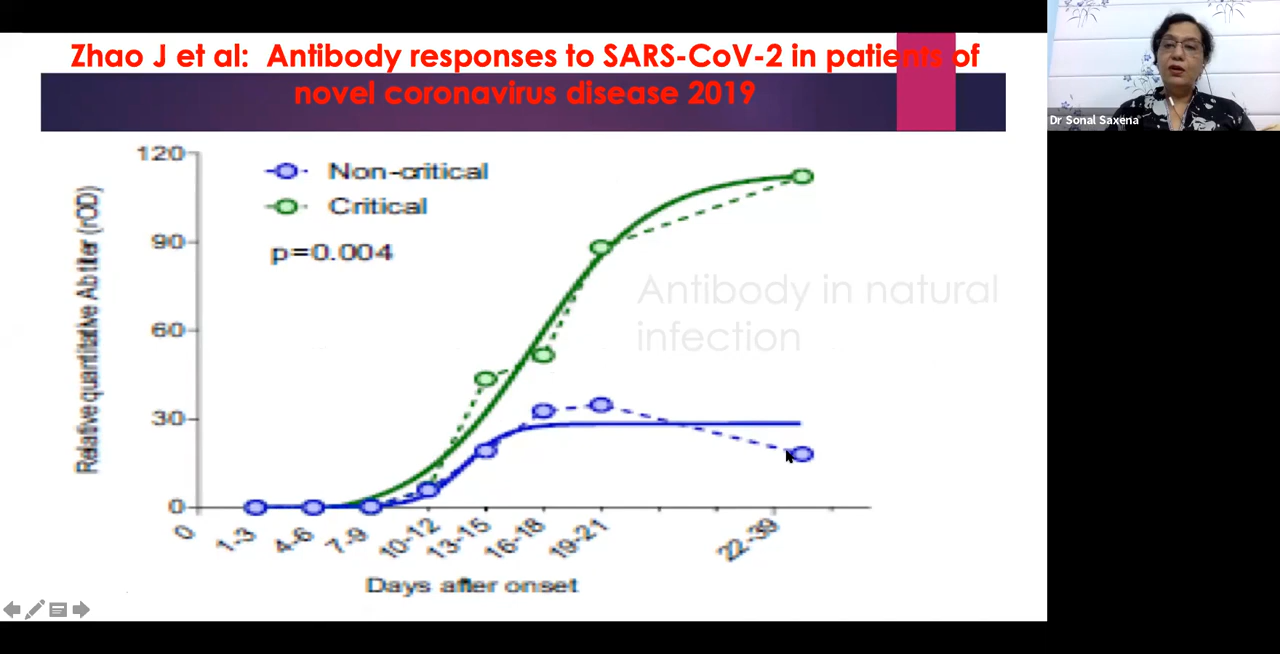 Zhao J et al: Antibody responses to SARS-CoV-2 in patients of
novel coronavirus disease 2019
Dr Sonal Saxena
120
90
60
30
0
Relative quantitative Ab titer (rOD)
Non-critical
Critical
p=0.004
Antibody in natural
infection
0
1-3
4-6
7-9
10-12
13-15
16-18
19-21
22-39
Days after onset